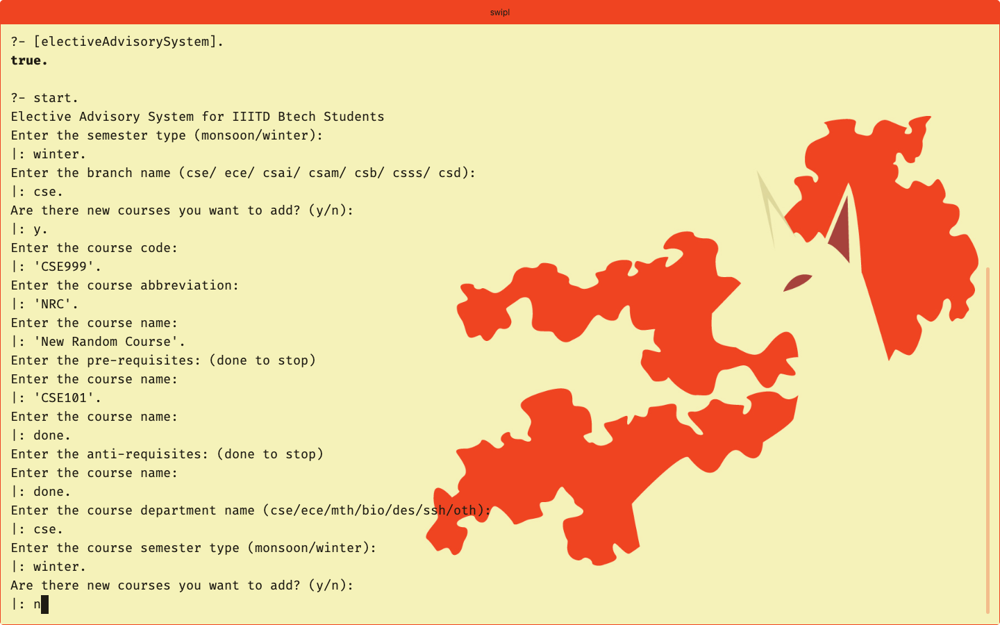 swipl
?- [electiveAdvisorySystem].
true.
?- start.
Elective Advisory System for IIITD Btech Students
Enter the semester type (monsoon/winter):
|: winter.
Enter the branch name (cse/ ece/ csai/ csam/ csb/ csss/ csd):
|: cse.
Are there new courses you want to add? (y/n):
|: y.
Enter the course code:
|: 'CSE999'.
Enter the course abbreviation:
|: 'NRC'.
Enter the course name:
|: 'New Random Course'.
Enter the pre-requisites: (done to stop)
Enter the course name:
|: 'CSE101'.
Enter the course name:
|: done.
Enter the anti-requisites: (done to stop)
Enter the course name:
|: done.
Enter the course department name (cse/ece/mth/bio/des/ssh/oth):
|: cse.
Enter the course semester type (monsoon/winter):
|: winter.
Are there new courses you want to add? (y/n):
|: n